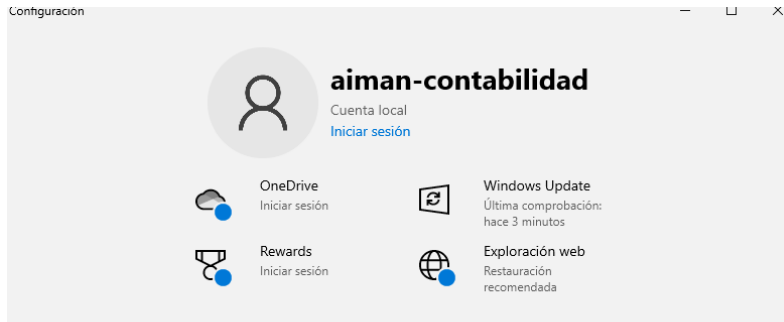 Configuración
aiman-contabilidad
Cuenta local
Iniciar sesión
OneDrive
Iniciar sesión
Windows Update
Última comprobación:
hace 3 minutos
Rewards
Iniciar sesión
Exploración web
Restauración
recomendada